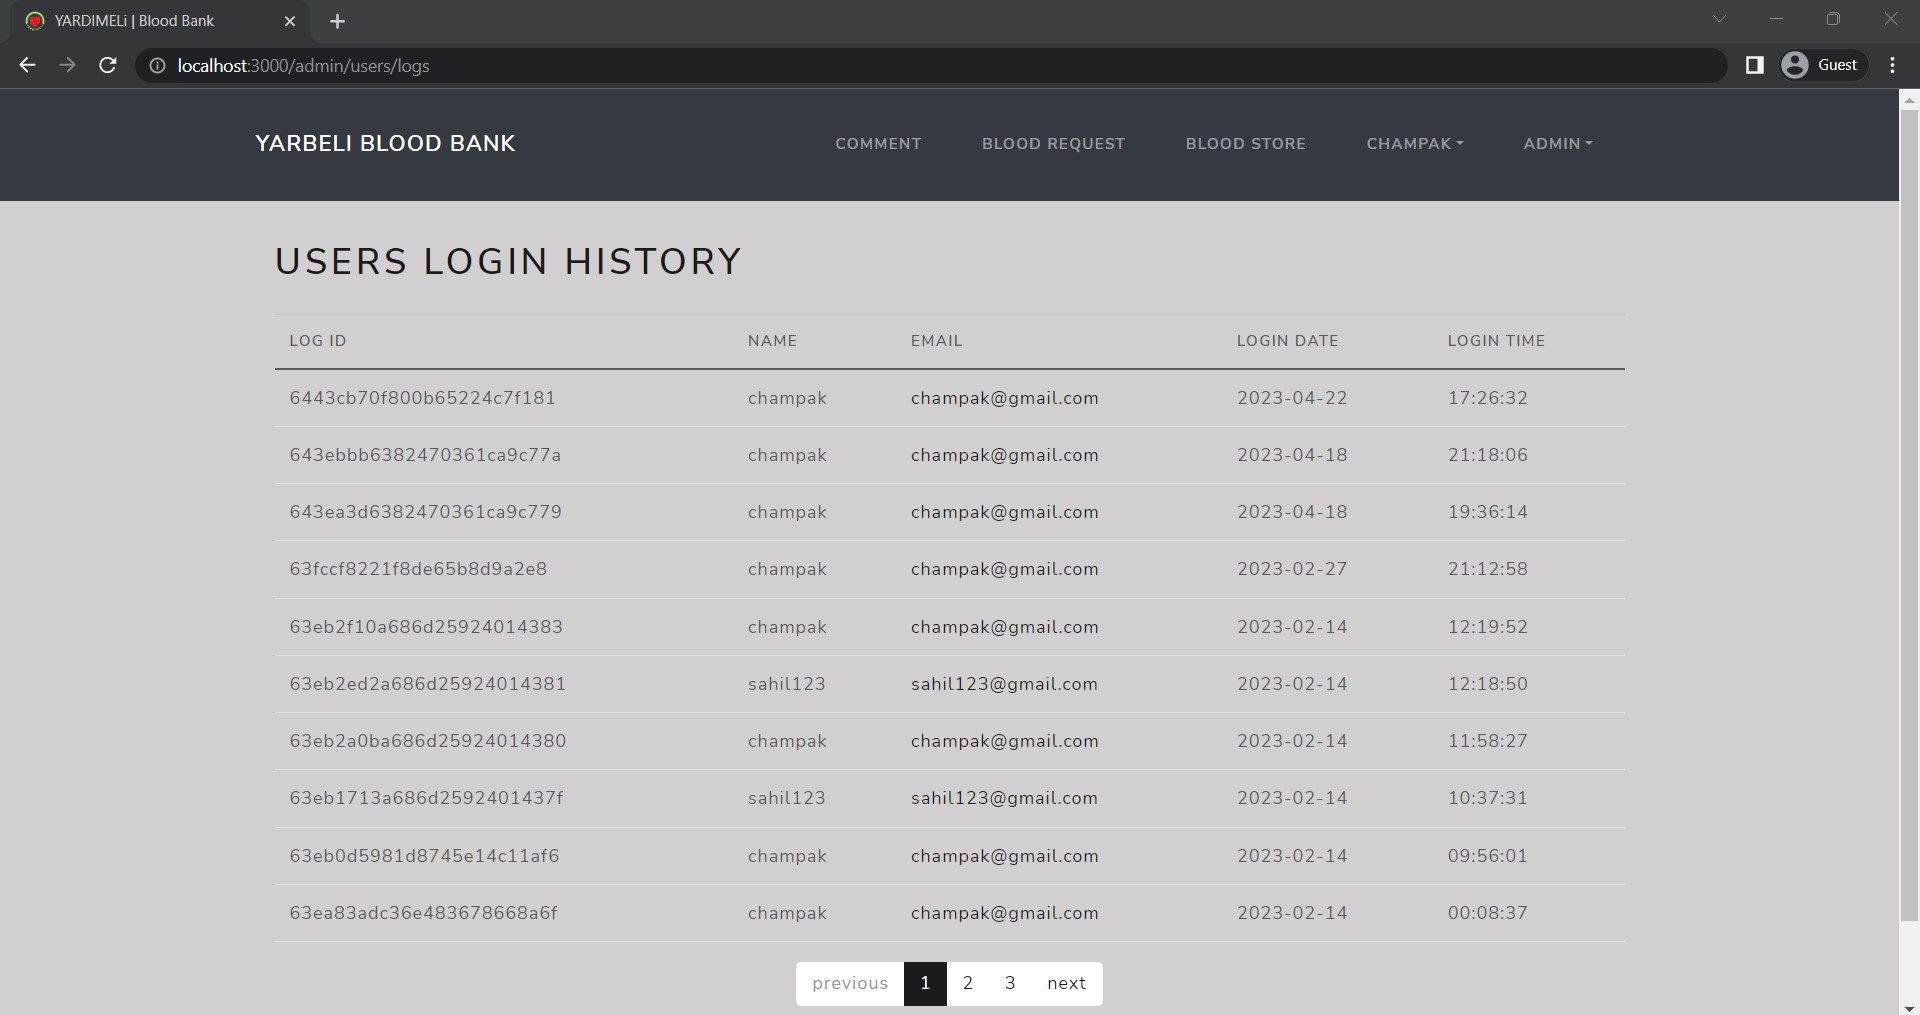 YARDIMELi | Blood Bank
localhost:3000/admin/users/logs
Guest
YARBELI BLOOD BANK COMMENT BLOOD REQUEST BLOOD STORE CHAMPAK ADMIN
USERS LOGIN HISTORY
LOG ID NAME EMAIL LOGIN DATE LOGIN TIME
6443cb70f800b65224c7f181 champak champak@gmail.com 2023-04-22 17:26:32
643ebbb6382470361ca9c77a champak champak@gmail.com 2023-04-18 21:18:06
643ea3d6382470361ca9c779 champak champak@gmail.com 2023-04-18 19:36:14
63fccf8221f8de65b8d9a2e8 champak champak@gmail.com 2023-02-27 21:12:58
63eb2f10a686d25924014383 champak champak@gmail.com 2023-02-14 12:19:52
63eb2ed2a686d25924014381 sahil123 sahil123@gmail.com 2023-02-14 12:18:50
63eb2a0ba686d25924014380 champak champak@gmail.com 2023-02-14 11:58:27
63eb1713a686d2592401437f sahil123 sahil123@gmail.com 2023-02-14 10:37:31
63eb0d5981d8745e14c11af6 champak champak@gmail.com 2023-02-14 09:56:01
63ea83adc36e483678668a6f champak champak@gmail.com 2023-02-14 00:08:37
previous 1 2 3 next